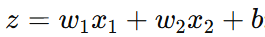 z = w₁x₁ + w₂x₂ + b